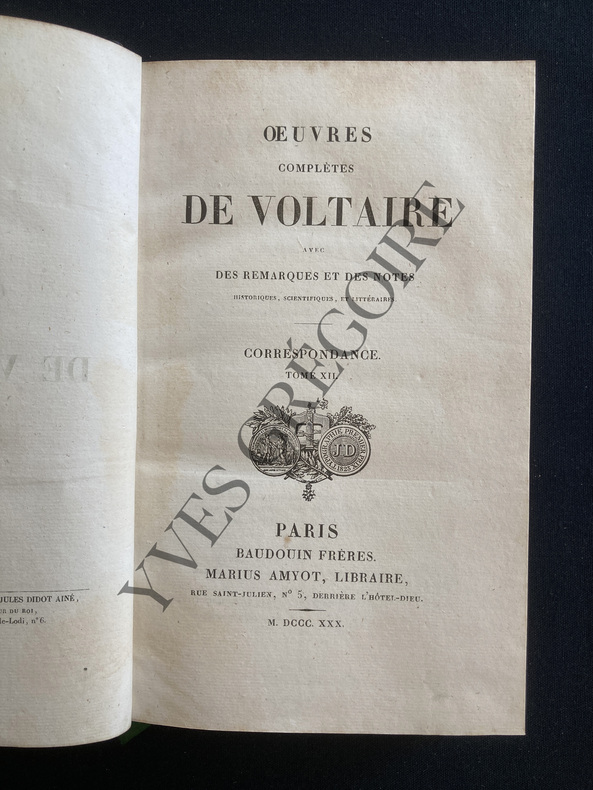 OEUVRES
COMPLÈTES
DE VOLTAIRE
AVEC
DES REMARQUES ET DES NOTES
HISTORIQUES, SCIENTIFIQUES, ET LITTÉRAIRES.
CORRESPONDANCE.
TOME XII.
JD
PARIS
BAUDOUIN FRÈRES.
MARIUS AMYOT, LIBRAIRE,
RUE SAINT-JULIEN, N° 5, DERRIÈRE L'HÔTEL-DIEU.
M. DCCC. XXX.
JULES DIDOT AINÉ,
DU ROI,
n° 6.
YVES GRÉGOIRE